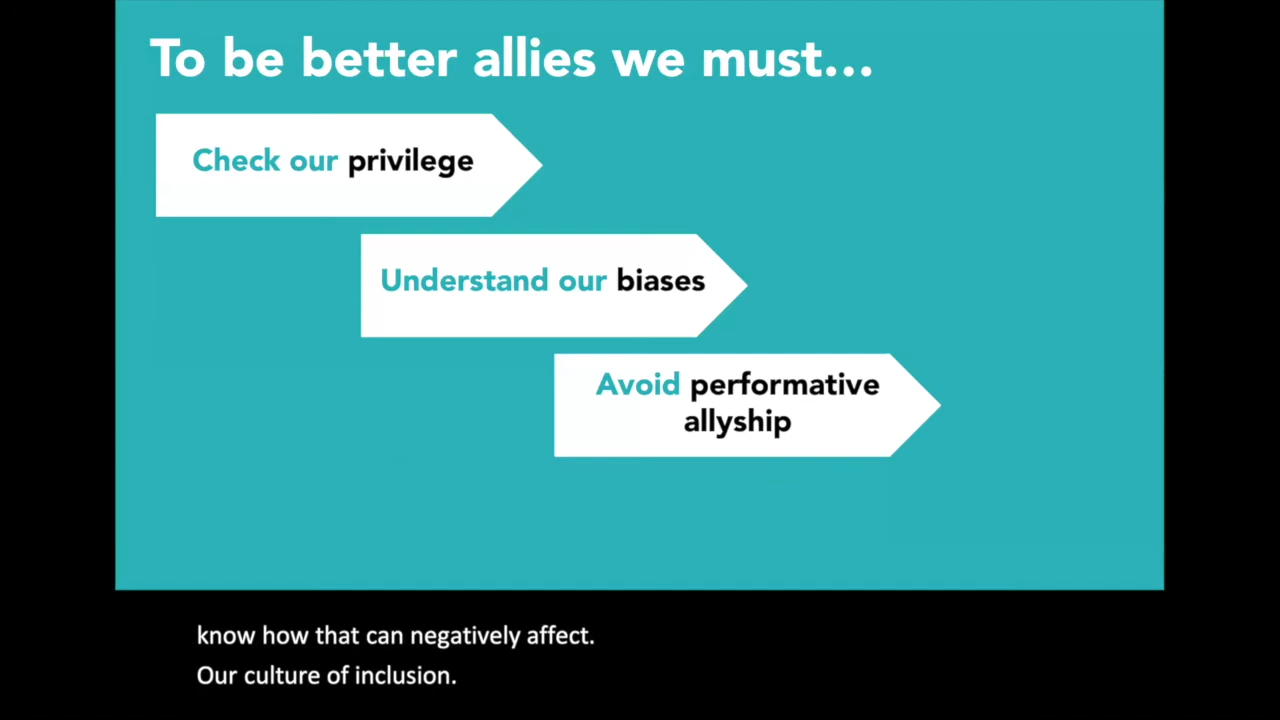 To be better allies we must...
Check our privilege
Understand our biases
Avoid performative
allyship
know how that can negatively affect.
Our culture of inclusion.